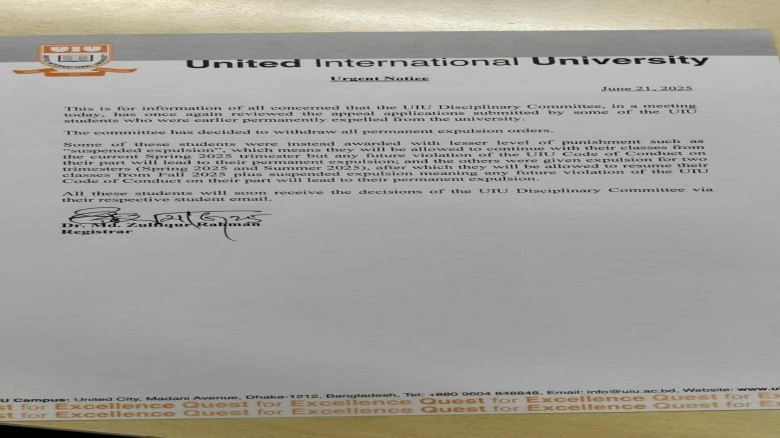 UIU
United International University
Urgent Notice
June 21, 2025
This is for information of all concerned that the UIU Disciplinary Committee, in a meeting
today, has once again reviewed the appeal applications submitted by some of the UIU
students who were earlier permanently expelled from the university.
The committee has decided to withdraw all permanent expulsion orders.
Some of these students were instead awarded with lesser level of punishment such as
"suspended expulsion", which means they will be allowed to continue with their classes from
the current Spring 2025 trimester but any future violation of the UIU Code of Conduct on
their part will lead to their permanent expulsion) and the others were given expulsion for two
trimesters (Spring 2025 and Summer 2025), after which they will be allowed to resume their
classes from Fall 2025 plus suspended expulsion meaning any future violation of the UIU
Code of Conduct on their part will lead to their permanent expulsion.
All these students will soon receive the decisions of the UIU Disciplinary Committee via
their respective student email.
Dr. Md. Zulfiqur Rahman
Registrar
U Campus: United City, Madani Avenue, Dhaka-1212, Bangladesh, Tel: +880 9604 848848, Email: info@uiu.ac.bd, Website: www.u
st for Excellence Quest for Excellence Quest for Excellence Quest for Excellence Quest
st for Excellence Quest for Excellence Quest for Excellence Quest for Excellence